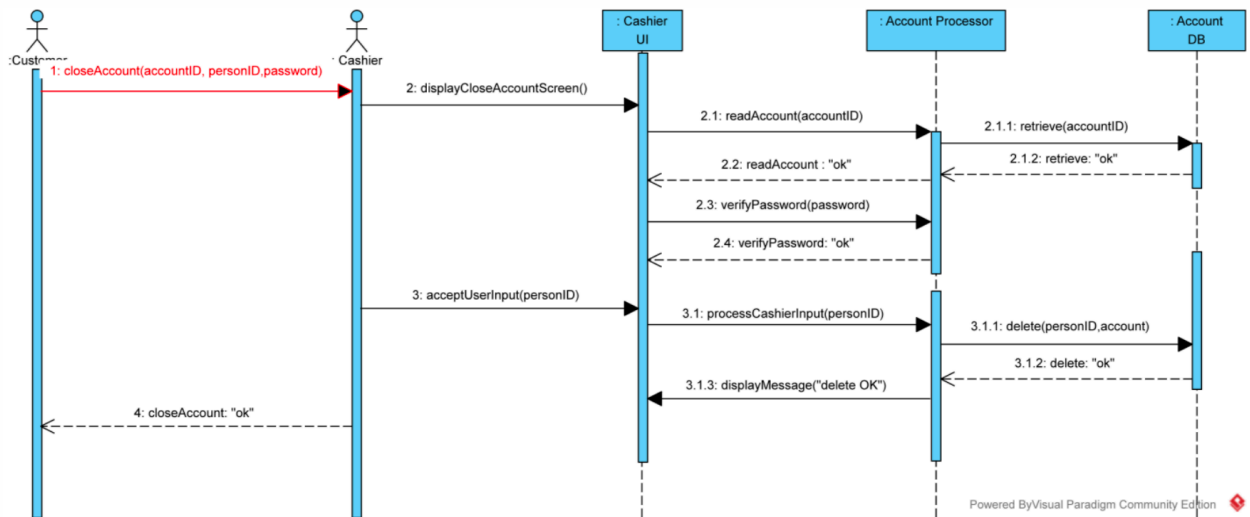 : Cashier
UI
: Account Processor
: Account
DB
:Customer
: Cashier
1: closeAccount(accountID, personID,password)
2: displayCloseAccountScreen()
2.1: readAccount(accountID)
2.1.1: retrieve(accountID)
2.1.2: retrieve: "ok"
2.2: readAccount : "ok"
2.3: verifyPassword(password)
2.4: verifyPassword: "ok"
3: acceptUserInput(personID)
3.1: processCashierInput(personID)
3.1.1: delete(personID,account)
3.1.2: delete: "ok"
3.1.3: displayMessage("delete OK")
4: closeAccount: "ok"
Powered ByVisual Paradigm Community Edition